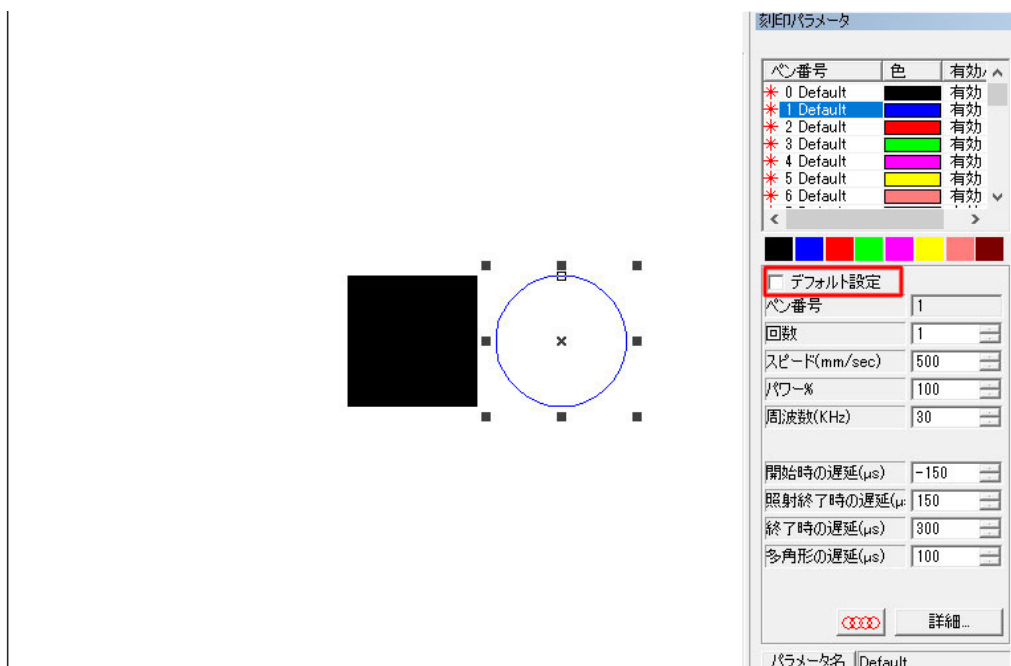 刻印パラメータ
ペン番号 色 有効
0 Default 有効
1 Default 有効
2 Default 有効
3 Default 有効
4 Default 有効
5 Default 有効
6 Default 有効
デフォルト設定
ペン番号 1
回数 1
スピード(mm/sec) 500
パワー% 100
周波数(KHz) 30
開始時の遅延(μs) -150
照射終了時の遅延(μ 150
終了時の遅延(μs) 300
多角形の遅延(μs) 100
詳細...
パラメータ名 Default